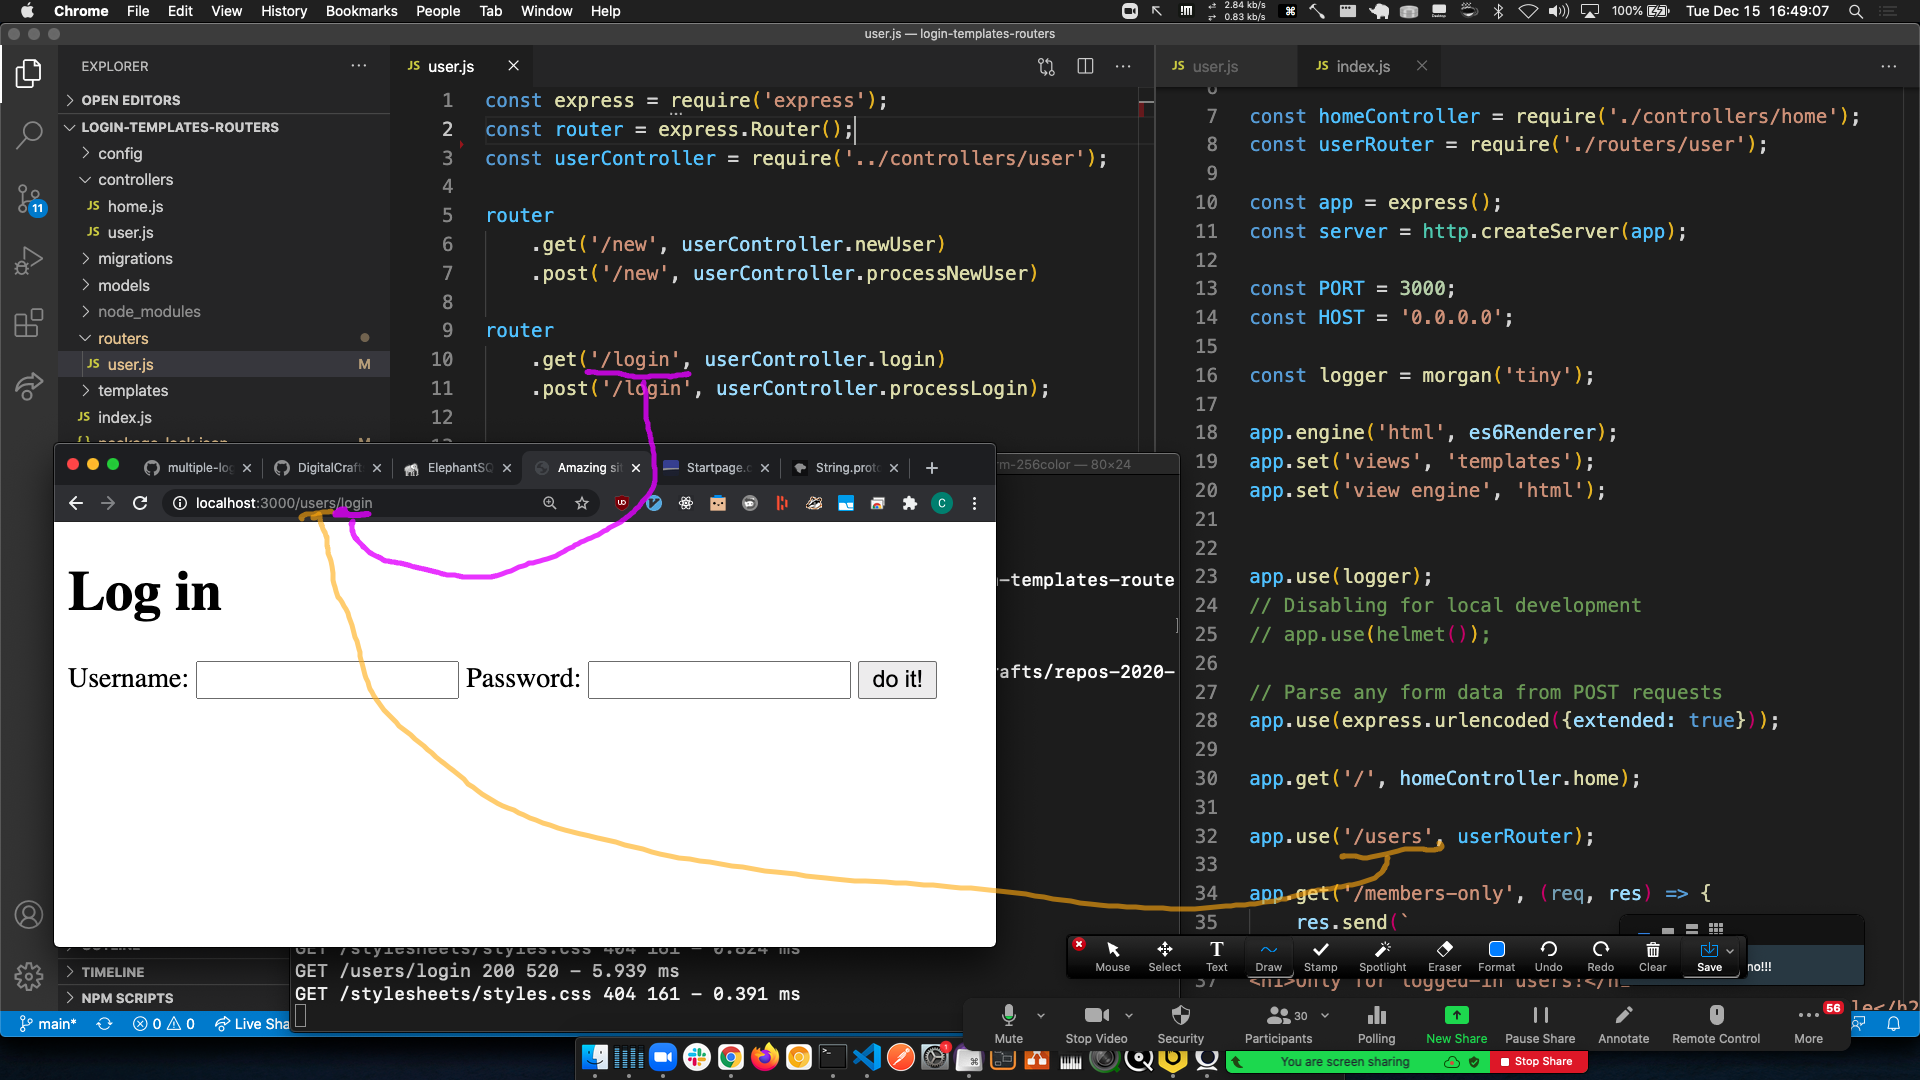 Chrome File Edit View History Bookmarks People Tab Window Help
2.84 kb/s
0.83 kb/s
100%
Tue Dec 15 16:49:07
user.js — login-templates-routers
EXPLORER
OPEN EDITORS
LOGIN-TEMPLATES-ROUTERS
config
controllers
JS home.js
JS user.js
migrations
models
node_modules
routers
JS user.js M
templates
JS index.js
TIMELINE
NPM SCRIPTS
11
main*
0 0
Live Sha
JS user.js
1 const express = require('express');
2 const router = express.Router();
3 const userController = require('../controllers/user');
4
5 router
6 .get('/new', userController.newUser)
7 .post('/new', userController.processNewUser)
8
9 router
10 .get('/login', userController.login)
11 .post('/login', userController.processLogin);
12
JS user.js
JS index.js
7 const homeController = require('./controllers/home');
8 const userRouter = require('./routers/user');
9
10 const app = express();
11 const server = http.createServer(app);
12
13 const PORT = 3000;
14 const HOST = '0.0.0.0';
15
16 const logger = morgan('tiny');
17
18 app.engine('html', es6Renderer);
19 app.set('views', 'templates');
20 app.set('view engine', 'html');
21
22
23 app.use(logger);
24 // Disabling for local development
25 // app.use(helmet());
26
27 // Parse any form data from POST requests
28 app.use(express.urlencoded({extended: true}));
29
30 app.get('/', homeController.home);
31
32 app.use('/users', userRouter);
33
34 app.get('/members-only', (req, res) => {
35 res.send(`
37 <h1>Only for logged-in users!</h1
multiple-log
DigitalCraft
ElephantSQ
Amazing sit
Startpage.c
String.proto
localhost:3000/users/login
C
Log in
Username:
Password:
do it!
rm-256color — 80×24
-templates-route
afts/repos-2020-
GET /stylesheets/styles.css 404 161 - 0.824 ms
GET /users/login 200 520 - 5.939 ms
GET /stylesheets/styles.css 404 161 - 0.391 ms
Mouse Select Text Draw Stamp Spotlight Eraser Format Undo Redo Clear Save
no!!!
le</h2
Mute Stop Video Security Participants 30 Polling New Share Pause Share Annotate Remote Control More 56
You are screen sharing
Stop Share
1